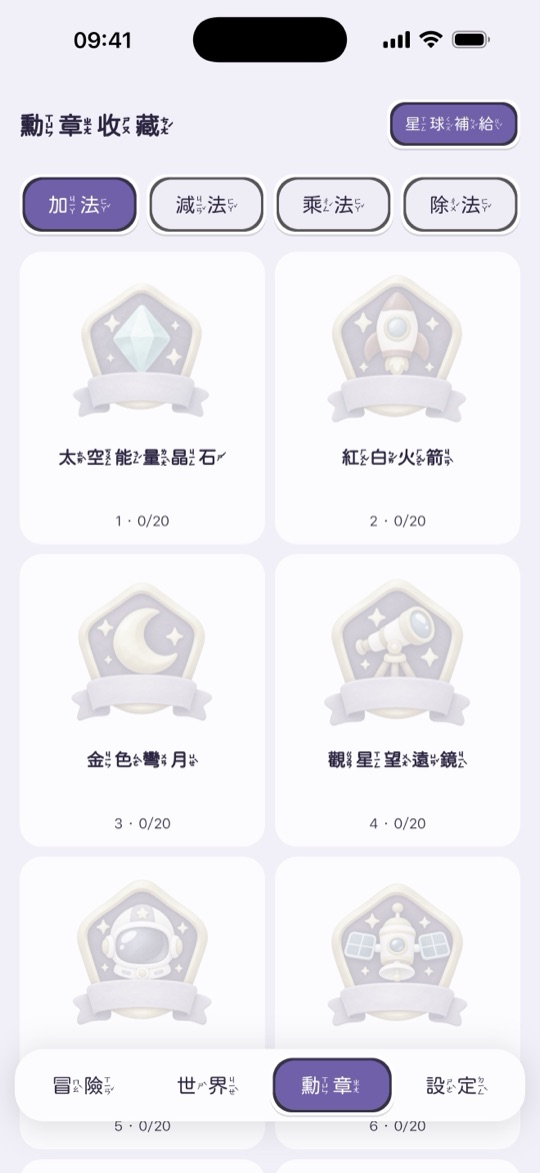 09:41
勳章收藏
星球補給
加法 減法 乘法 除法
太空能量晶石
1 · 0/20
紅白火箭
2 · 0/20
金色彎月
3 · 0/20
觀星望遠鏡
4 · 0/20
冒險 世界 勳章 設定
5 · 0/20
6 · 0/20